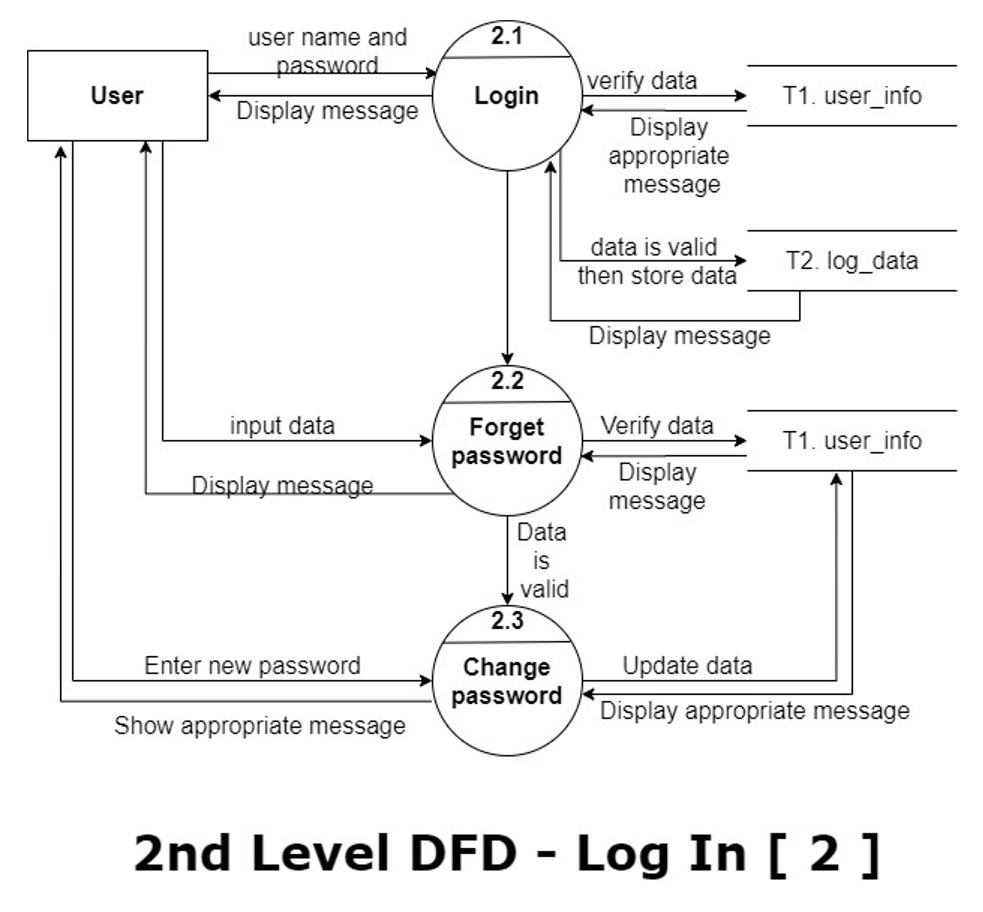 user name and
password
2.1
User
Login
Display message
verify data
T1. user_info
Display
appropriate
message
data is valid
then store data
T2. log_data
Display message
2.2
input data
Forget
password
Verify data
T1. user_info
Display message
Display
message
Data
is
valid
2.3
Enter new password
Change
password
Update data
Show appropriate message
Display appropriate message
2nd Level DFD - Log In [ 2 ]